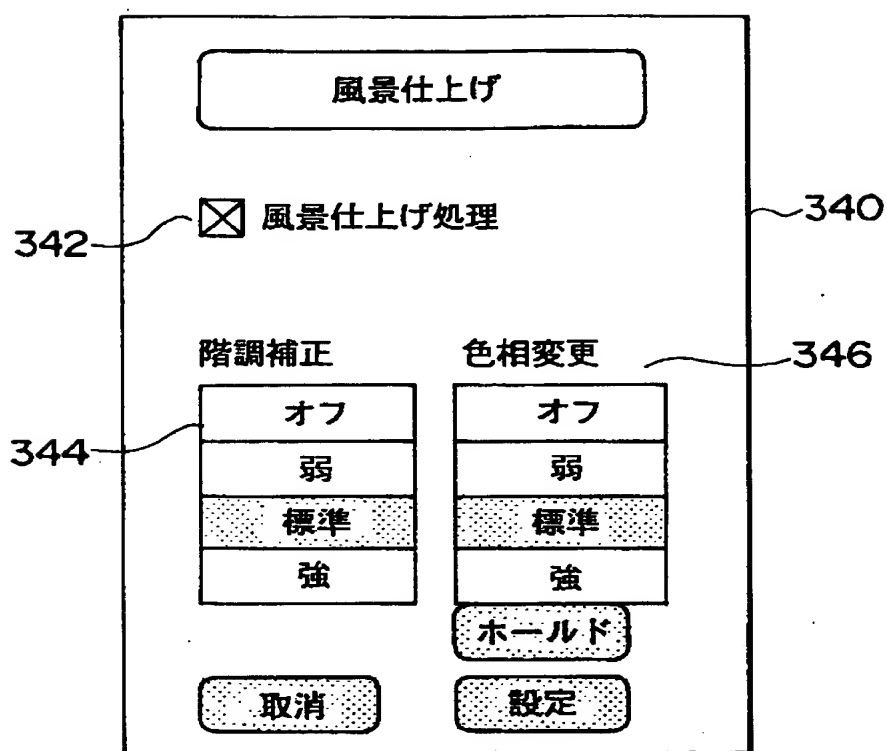 風景仕上げ
342
風景仕上げ処理
340
階調補正
色相変更
346
344
オフ
オフ
弱
弱
標準
標準
強
強
ホールド
取消
設定